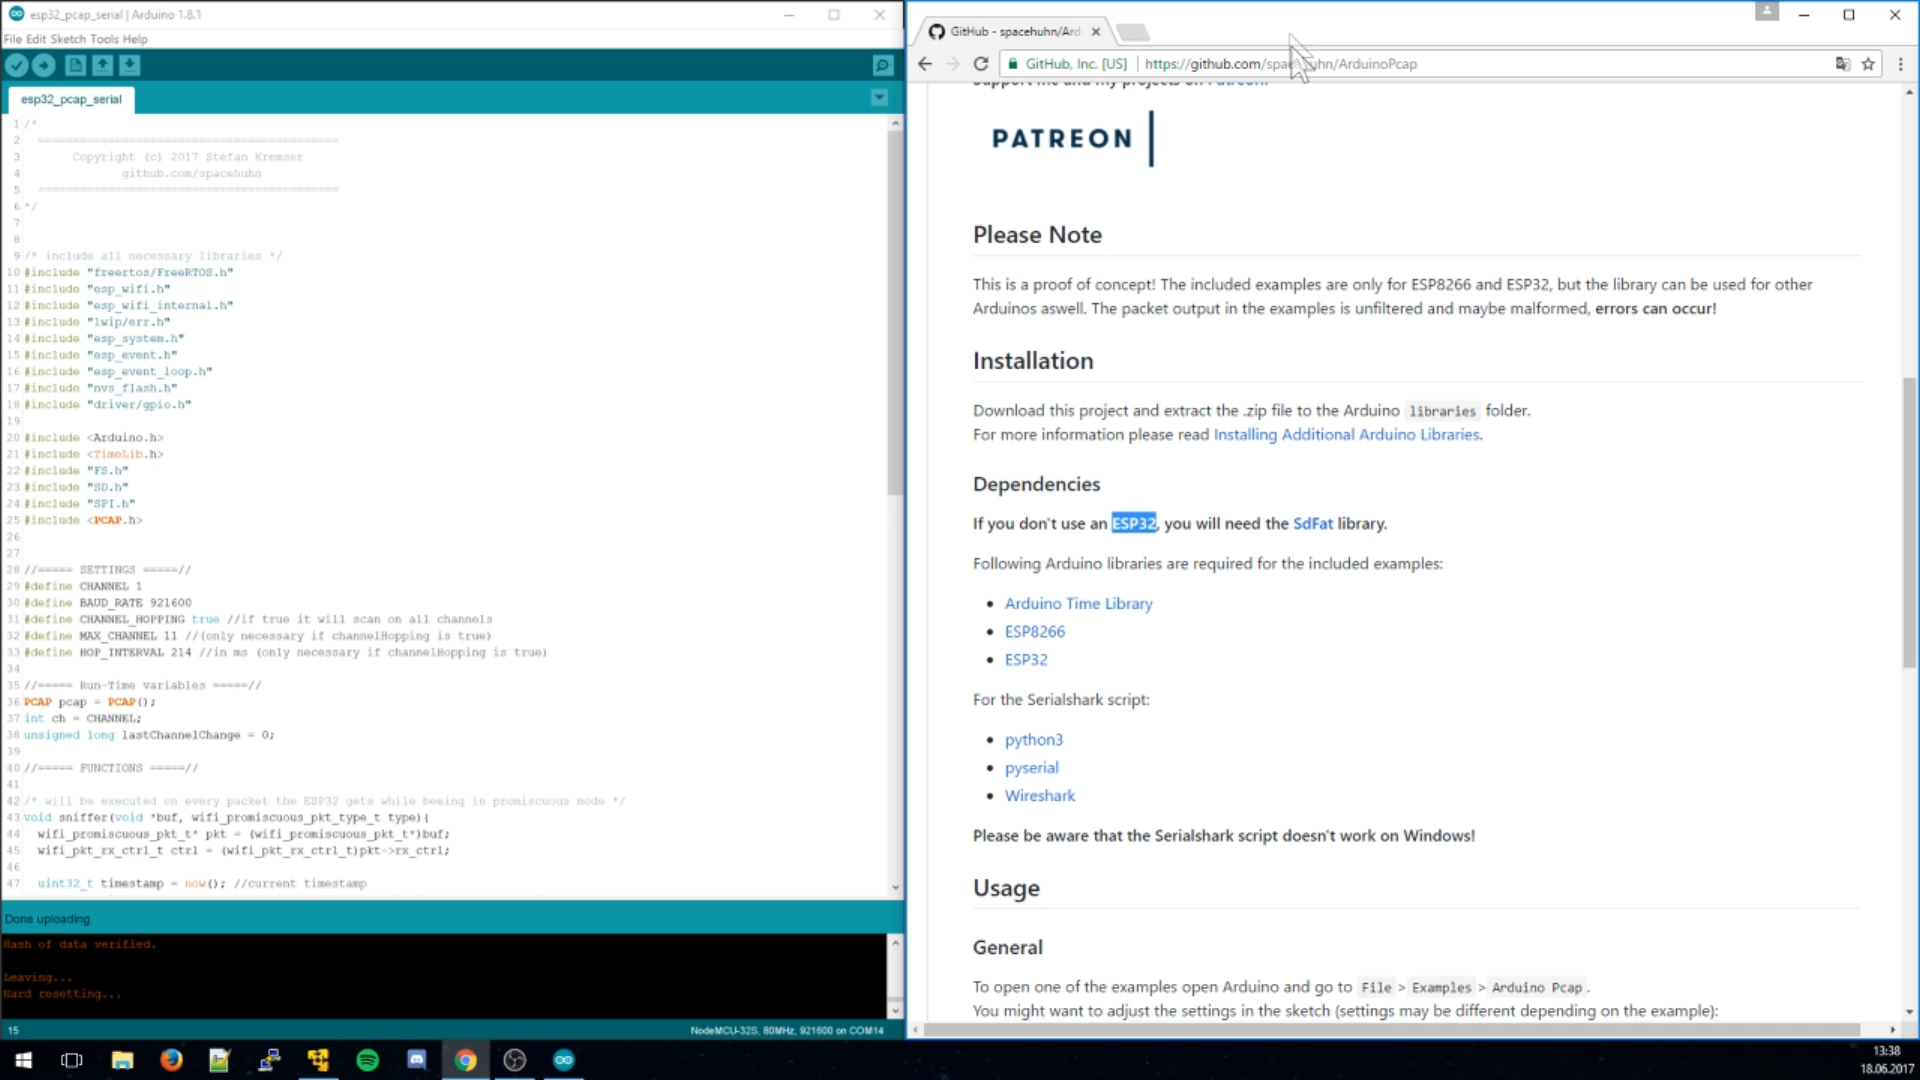 esp32_pcap_serial | Arduino 1.8.1
File Edit Sketch Tools Help
esp32_pcap_serial
1 /*
2 ===========================================
3 Copyright (c) 2017 Stefan Kremser
4 github.com/spacehuhn
5 ===========================================
6 */
7
8
9 /* include all necessary libraries */
10 #include "freertos/FreeRTOS.h"
11 #include "esp_wifi.h"
12 #include "esp_wifi_internal.h"
13 #include "lwip/err.h"
14 #include "esp_system.h"
15 #include "esp_event.h"
16 #include "esp_event_loop.h"
17 #include "nvs_flash.h"
18 #include "driver/gpio.h"
19
20 #include <Arduino.h>
21 #include <TimeLib.h>
22 #include "FS.h"
23 #include "SD.h"
24 #include "SPI.h"
25 #include <PCAP.h>
26
27
28 //===== SETTINGS =====//
29 #define CHANNEL 1
30 #define BAUD_RATE 921600
31 #define CHANNEL_HOPPING true //if true it will scan on all channels
32 #define MAX_CHANNEL 11 //(only necessary if channelHopping is true)
33 #define HOP_INTERVAL 214 //in ms (only necessary if channelHopping is true)
34
35 //===== Run-Time variables =====//
36 PCAP pcap = PCAP();
37 int ch = CHANNEL;
38 unsigned long lastChannelChange = 0;
39
40 //===== FUNCTIONS =====//
41
42 /* will be executed on every packet the ESP32 gets while beeing in promiscuous mode */
43 void sniffer(void *buf, wifi_promiscuous_pkt_type_t type){
44 wifi_promiscuous_pkt_t* pkt = (wifi_promiscuous_pkt_t*)buf;
45 wifi_pkt_rx_ctrl_t ctrl = (wifi_pkt_rx_ctrl_t)pkt->rx_ctrl;
46
47 uint32_t timestamp = now(); //current timestamp
Done uploading.
Hash of data verified.
Leaving...
Hard resetting...
15 NodeMCU-32S, 80MHz, 921600 on COM14
GitHub - spacehuhn/Ard
GitHub, Inc. [US] https://github.com/spacehuhn/ArduinoPcap
Support me and my projects on Patreon.
PATREON
Please Note
This is a proof of concept! The included examples are only for ESP8266 and ESP32, but the library can be used for other
Arduinos aswell. The packet output in the examples is unfiltered and maybe malformed, errors can occur!
Installation
Download this project and extract the .zip file to the Arduino libraries folder.
For more information please read Installing Additional Arduino Libraries.
Dependencies
If you don't use an ESP32, you will need the SdFat library.
Following Arduino libraries are required for the included examples:
Arduino Time Library
ESP8266
ESP32
For the Serialshark script:
python3
pyserial
Wireshark
Please be aware that the Serialshark script doesn't work on Windows!
Usage
General
To open one of the examples open Arduino and go to File > Examples > Arduino Pcap.
You might want to adjust the settings in the sketch (settings may be different depending on the example):
13:38
18.06.2017